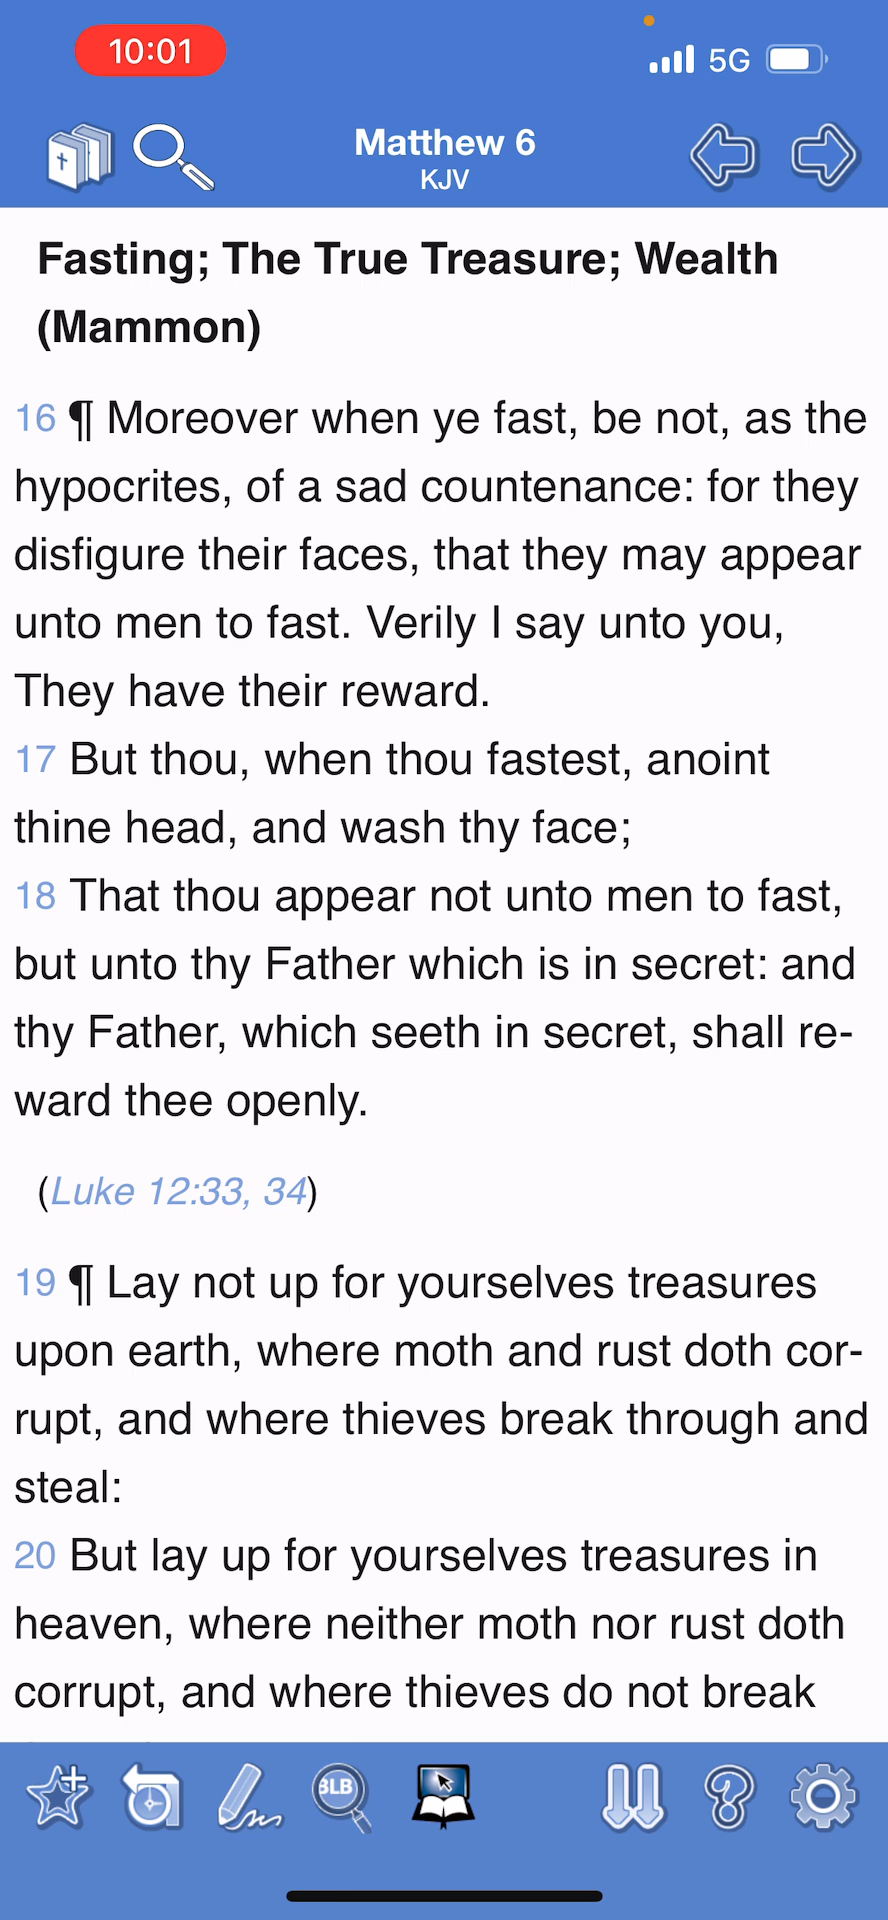 10:01
5G
Matthew 6
KJV
Fasting; The True Treasure; Wealth
(Mammon)
16 ¶ Moreover when ye fast, be not, as the
hypocrites, of a sad countenance: for they
disfigure their faces, that they may appear
unto men to fast. Verily I say unto you,
They have their reward.
17 But thou, when thou fastest, anoint
thine head, and wash thy face;
18 That thou appear not unto men to fast,
but unto thy Father which is in secret: and
thy Father, which seeth in secret, shall re-
ward thee openly.
(Luke 12:33, 34)
19 ¶ Lay not up for yourselves treasures
upon earth, where moth and rust doth cor-
rupt, and where thieves break through and
steal:
20 But lay up for yourselves treasures in
heaven, where neither moth nor rust doth
corrupt, and where thieves do not break
BLB